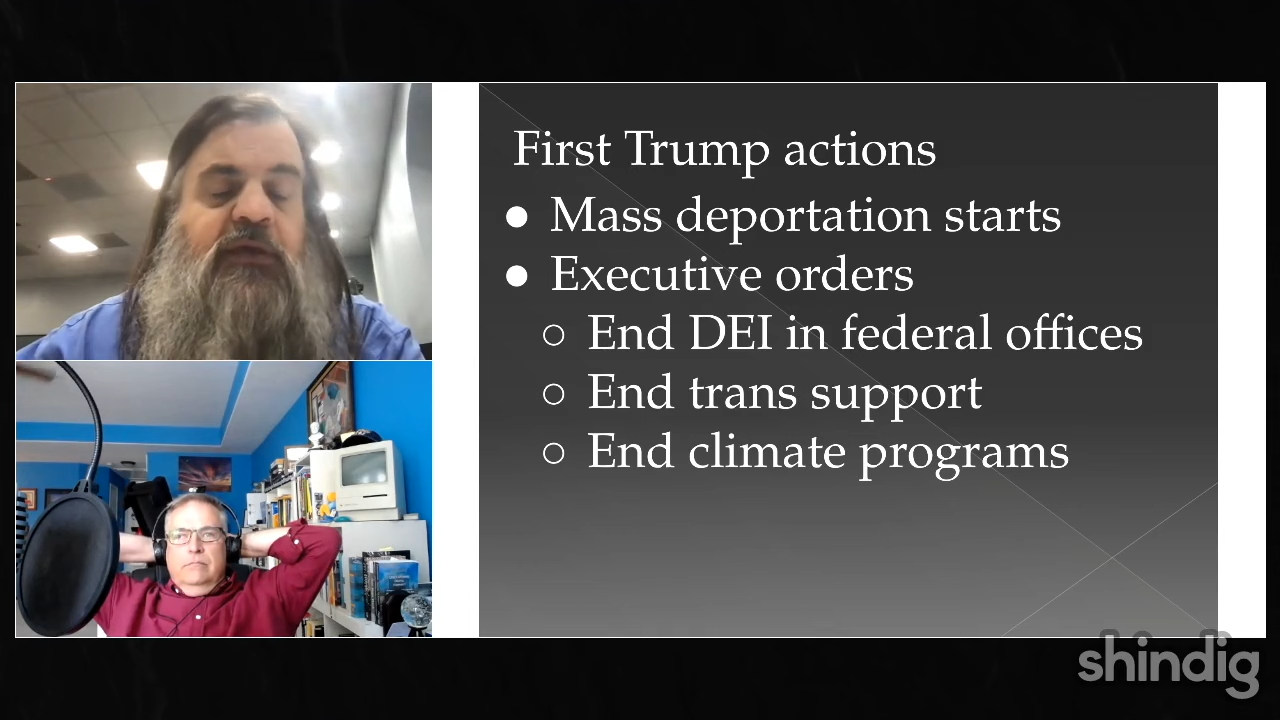 First Trump actions
● Mass deportation starts
● Executive orders
○ End DEI in federal offices
○ End trans support
○ End climate programs
shindig